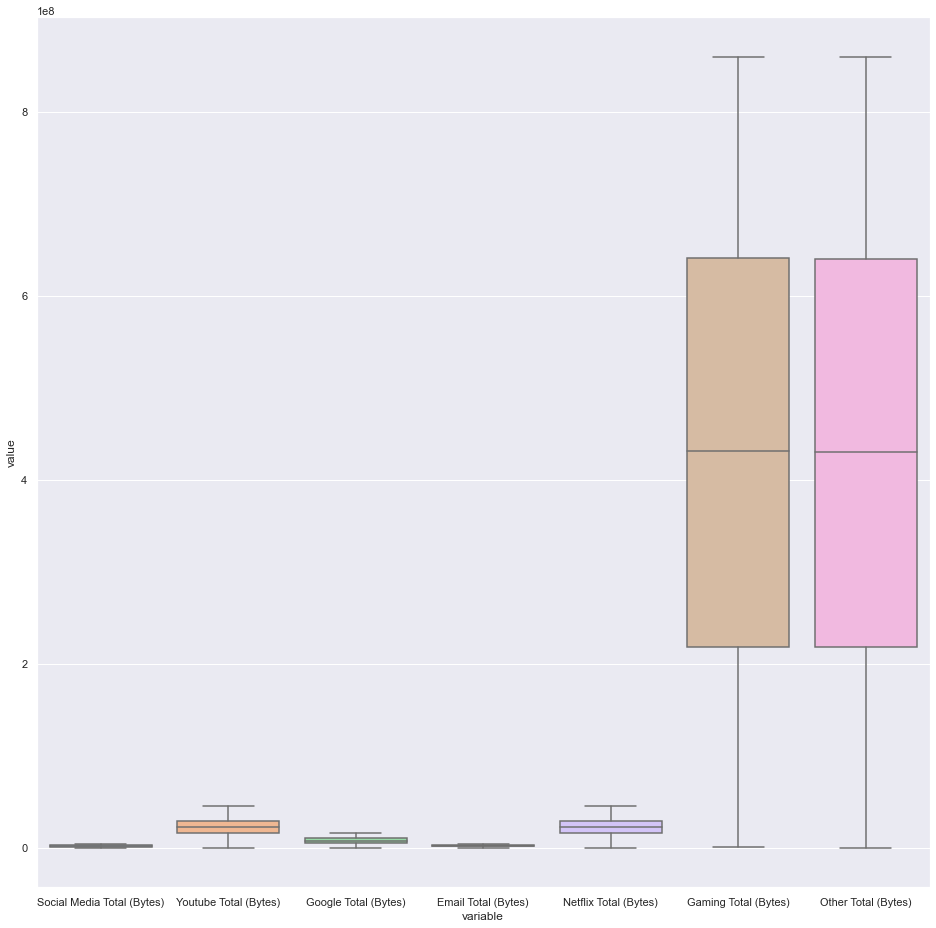 1e8
8
6
4
2
0
value
Social Media Total (Bytes) Youtube Total (Bytes) Google Total (Bytes) Email Total (Bytes) Netflix Total (Bytes) Gaming Total (Bytes) Other Total (Bytes)
variable